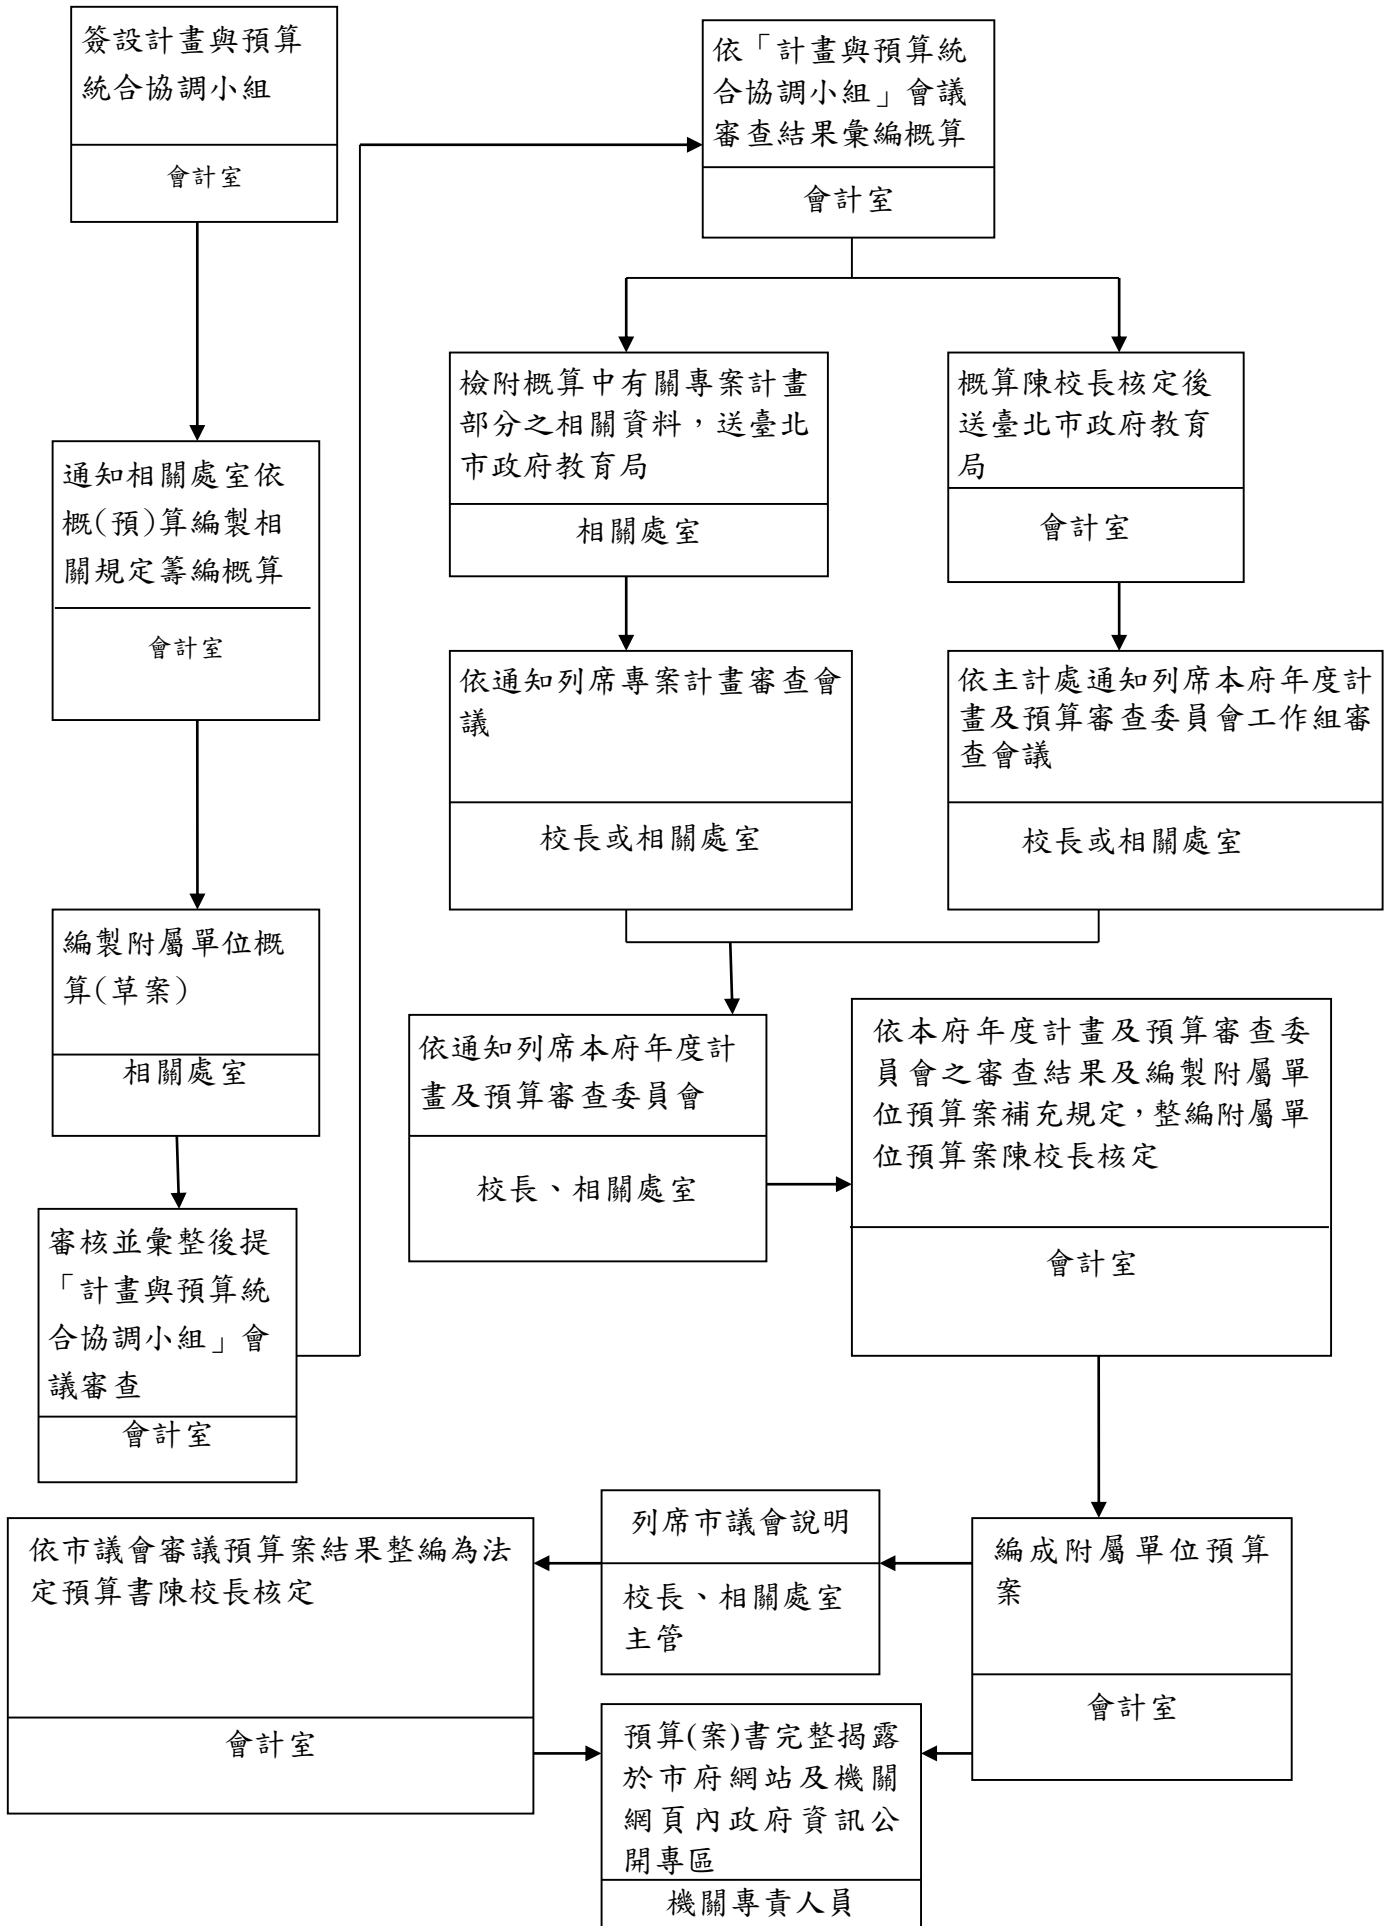 簽設計畫與預算
統合協調小組
會計室
通知相關處室依
概(預)算編製相
關規定籌編概算
會計室
編製附屬單位概
算(草案)
相關處室
審核並彙整後提
「計畫與預算統
合協調小組」會
議審查
會計室
依「計畫與預算統
合協調小組」會議
審查結果彙編概算
會計室
檢附概算中有關專案計畫
部分之相關資料，送臺北
市政府教育局
相關處室
概算陳校長核定後
送臺北市政府教育
局
會計室
依通知列席專案計畫審查會
議
校長或相關處室
依主計處通知列席本府年度計
畫及預算審查委員會工作組審
查會議
校長或相關處室
依通知列席本府年度計
畫及預算審查委員會
校長、相關處室
依本府年度計畫及預算審查委
員會之審查結果及編製附屬單
位預算案補充規定，整編附屬單
位預算案陳校長核定
會計室
編成附屬單位預算
案
會計室
列席市議會說明
校長、相關處室
主管
依市議會審議預算案結果整編為法
定預算書陳校長核定
會計室
預算(案)書完整揭露
於市府網站及機關
網頁內政府資訊公
開專區
機關專責人員